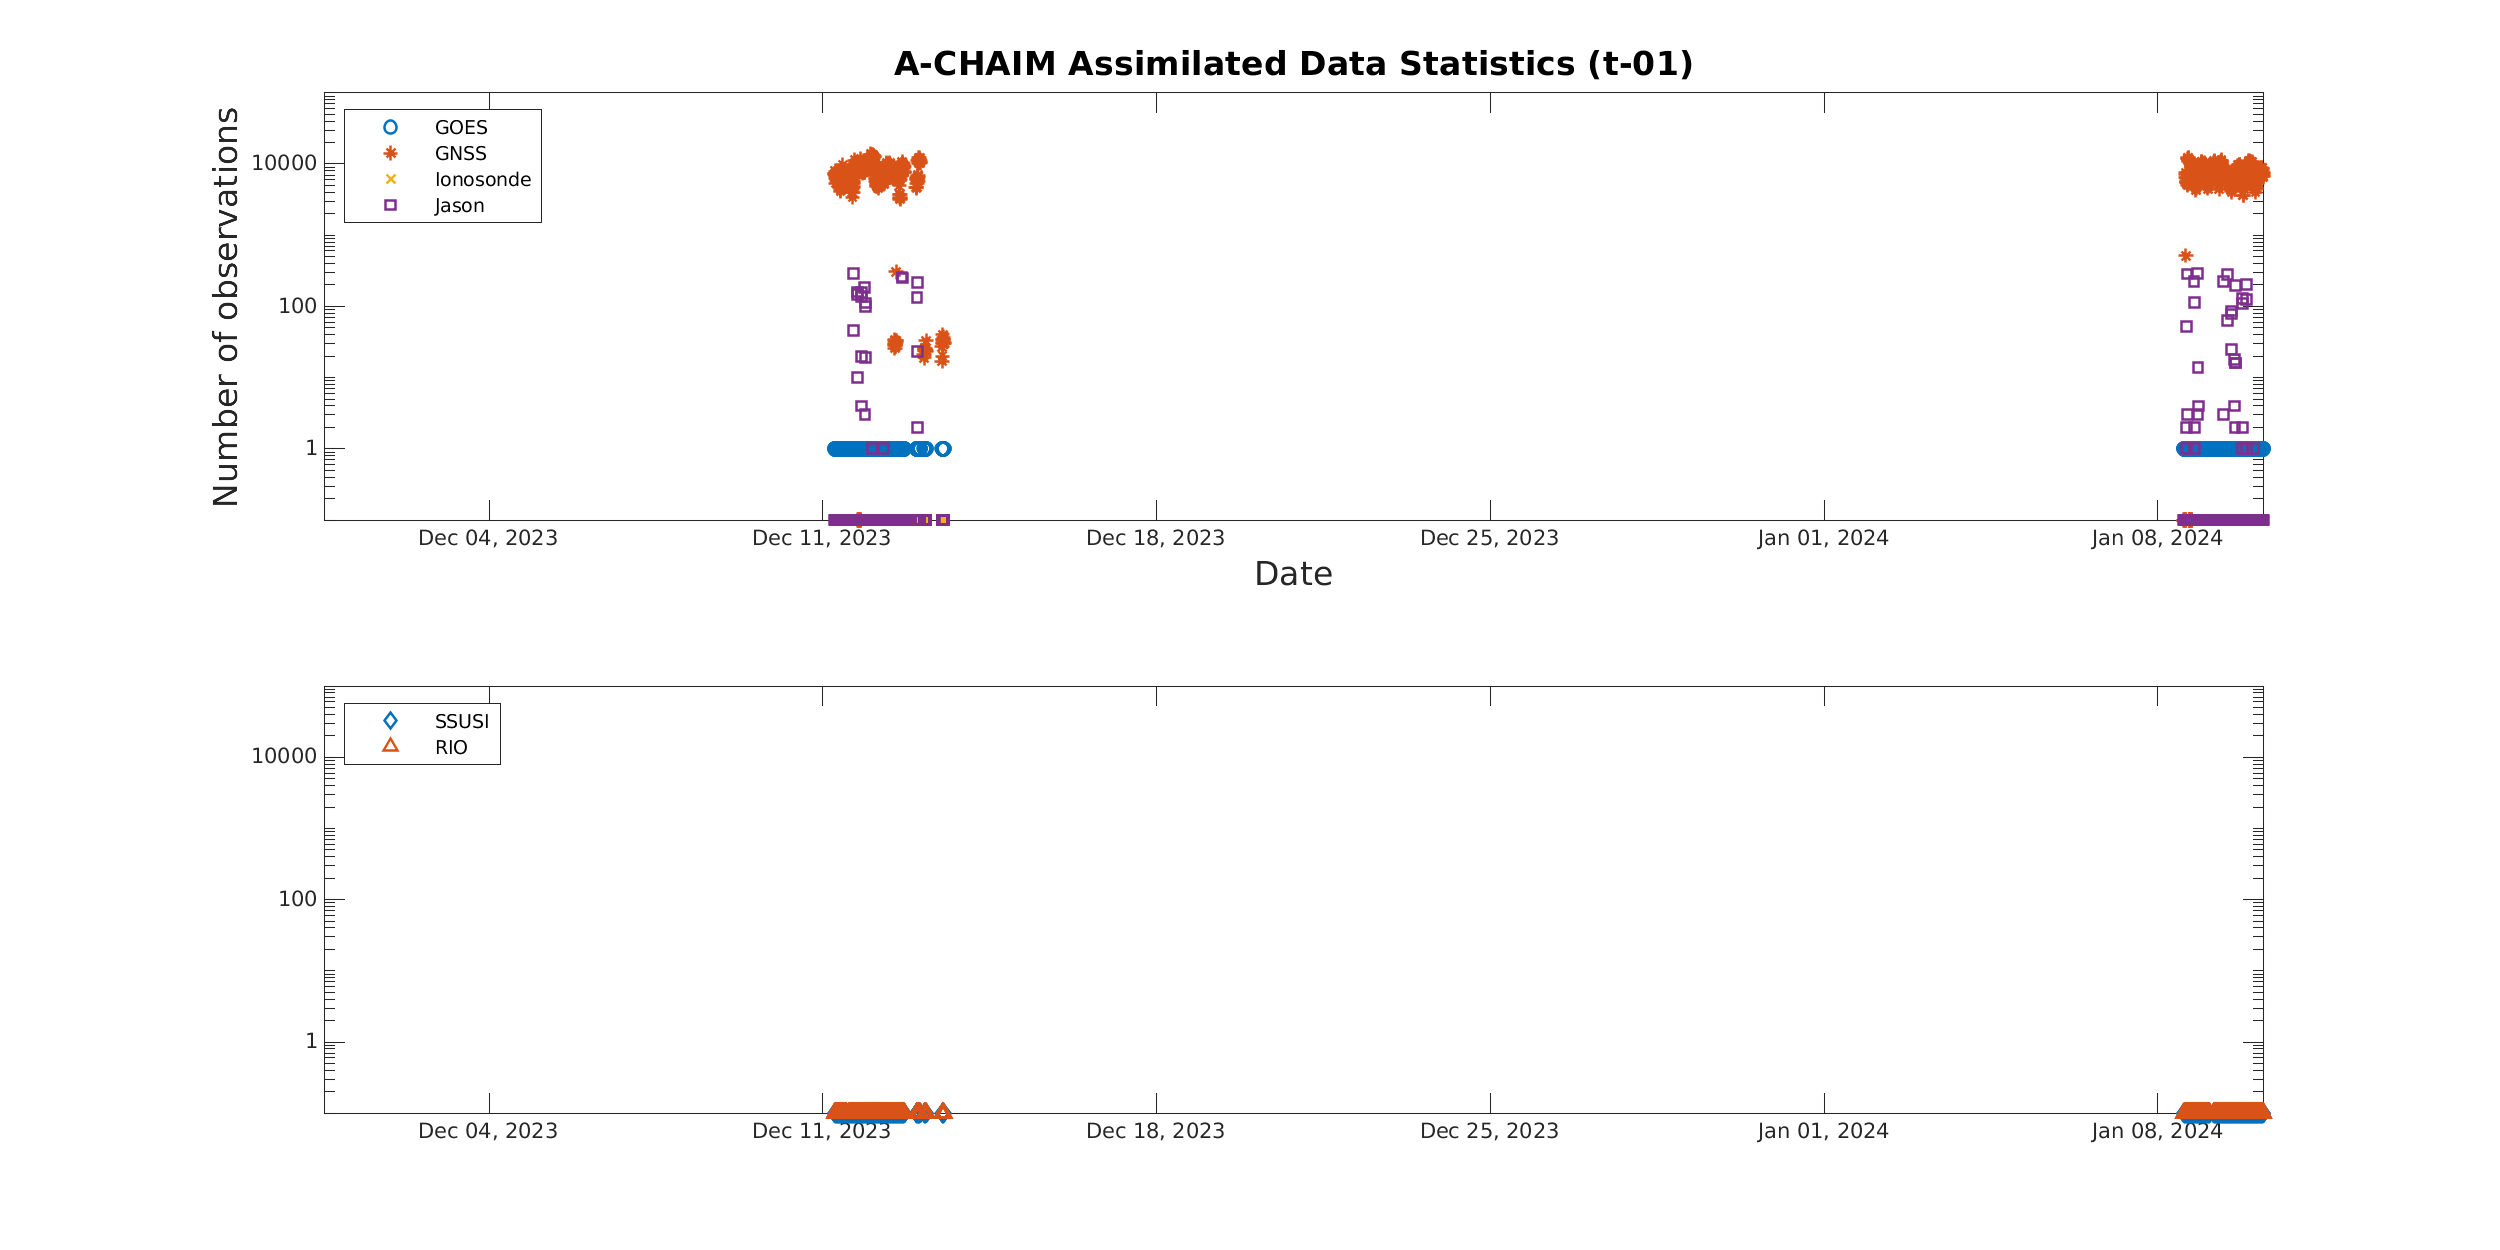 A-CHAIM Assimilated Data Statistics (t-01)
Number of observations
GOES
GNSS
Ionosonde
Jason
10000
100
1
Dec 04, 2023 Dec 11, 2023 Dec 18, 2023 Dec 25, 2023 Jan 01, 2024 Jan 08, 2024
Date
SSUSI
RIO
10000
100
1
Dec 04, 2023 Dec 11, 2023 Dec 18, 2023 Dec 25, 2023 Jan 01, 2024 Jan 08, 2024